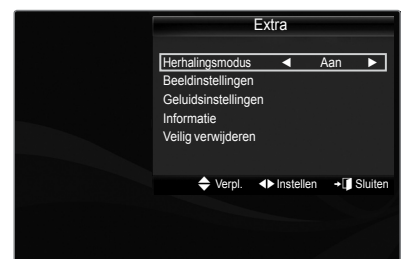 Extra
Herhalingsmodus ◀ Aan ▶
Beeldinstellingen
Geluidsinstellingen
Informatie
Veilig verwijderen
Verpl. Instellen Sluiten